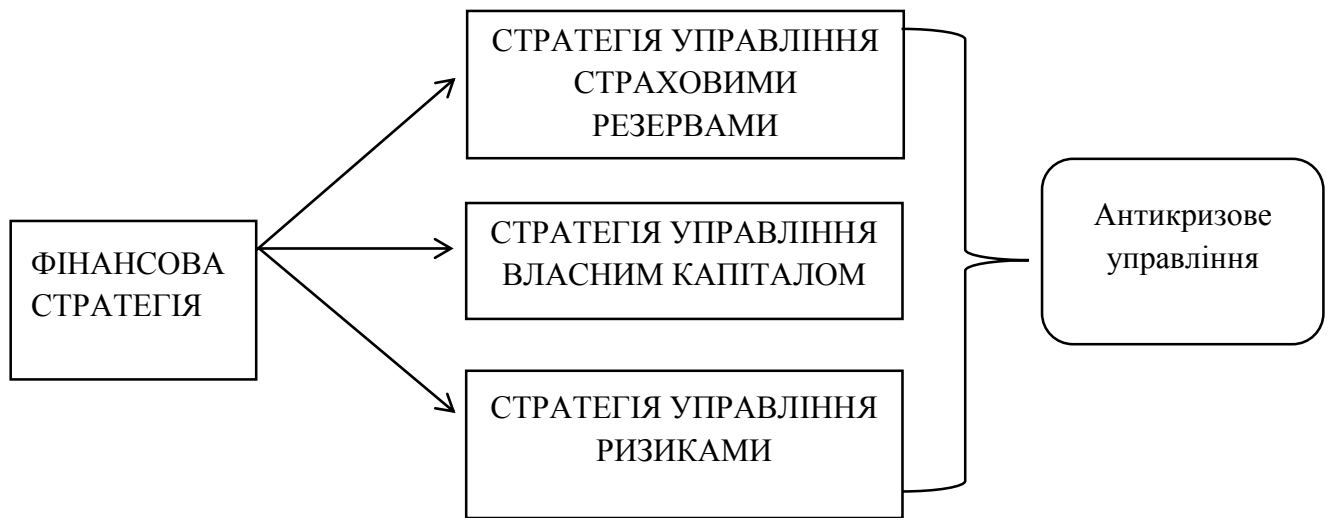 СТРАТЕГІЯ УПРАВЛІННЯ
СТРАХОВИМИ
РЕЗЕРВАМИ
ФІНАНСОВА
СТРАТЕГІЯ
СТРАТЕГІЯ УПРАВЛІННЯ
ВЛАСНИМ КАПІТАЛОМ
СТРАТЕГІЯ УПРАВЛІННЯ
РИЗИКАМИ
Антикризове
управління